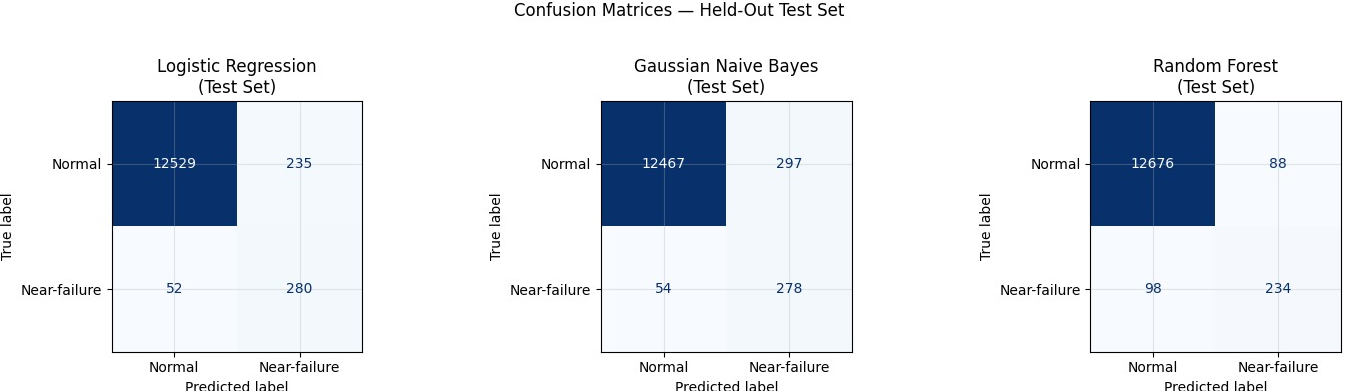 Confusion Matrices — Held-Out Test Set
Logistic Regression
(Test Set)
True label
Normal
12529
235
Near-failure
52
280
Normal
Near-failure
Predicted label
Gaussian Naive Bayes
(Test Set)
True label
Normal
12467
297
Near-failure
54
278
Normal
Near-failure
Predicted label
Random Forest
(Test Set)
True label
Normal
12676
88
Near-failure
98
234
Normal
Near-failure
Predicted label